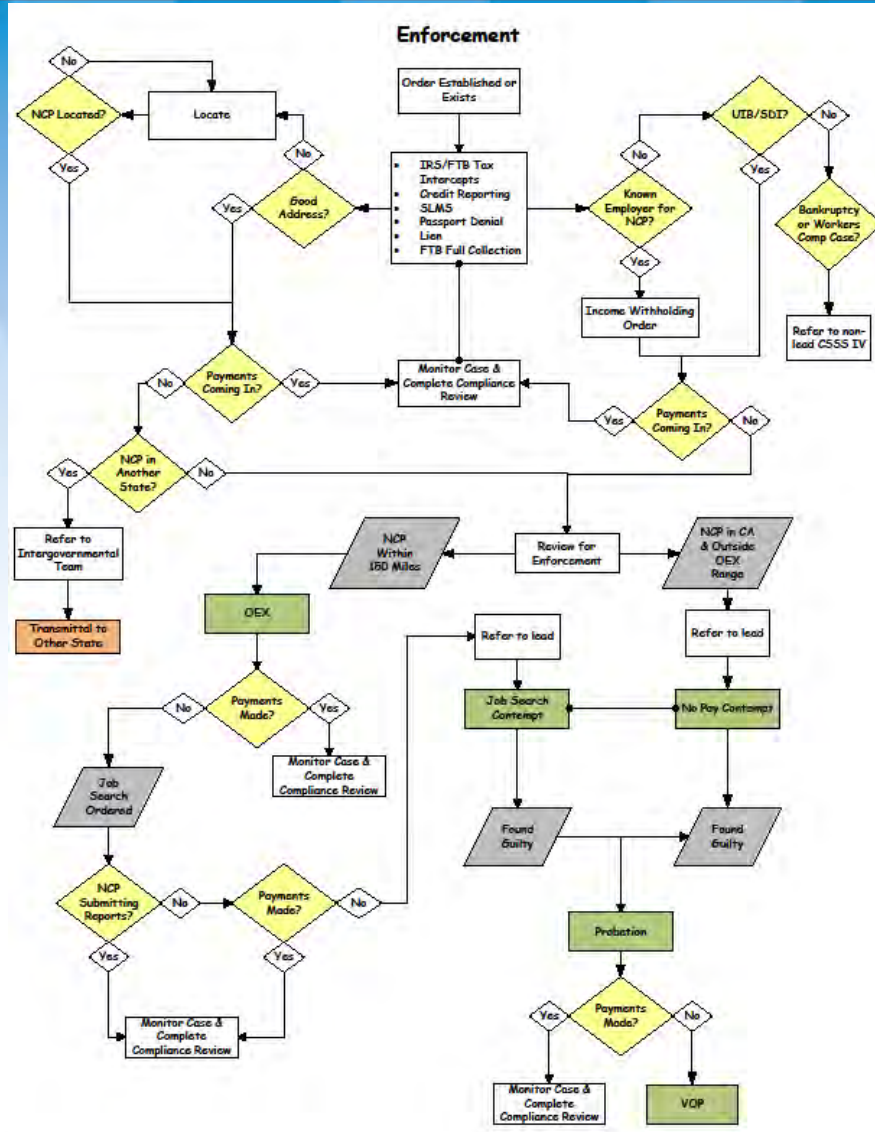 Enforcement
No
Order Established or
Exists
NCP Located?
Locate
UIB/SDI?
No
No
No
Yes
Yes
Good
Address?
• IRS/FTB Tax
Intercepts
• Credit Reporting
• SLMS
• Passport Denial
• Lien
• FTB Full Collection
Known
Employer for
NCP?
Yes
Yes
Bankruptcy
or Workers
Comp Case?
Income Withholding
Order
Refer to non-
lead CSSS IV
No
Payments
Coming In?
Yes
Monitor Case &
Complete Compliance
Review
Yes
Payments
Coming In?
No
Yes
NCP in
Another
State?
No
Refer to
Intergovernmental
Team
NCP
Within
150 Miles
Review for
Enforcement
NCP in CA
& Outside
OEX
Range
Transmittal to
Other State
OEX
Refer to lead
Refer to lead
No
Payments
Made?
Yes
Job Search
Contempt
No Pay Contempt
Monitor Case &
Complete
Compliance Review
Job
Search
Ordered
Found
Guilty
Found
Guilty
NCP
Submitting
Reports?
No
Payments
Made?
No
Yes
Yes
Probation
Monitor Case &
Complete
Compliance Review
Yes
Payments
Made?
No
Monitor Case &
Complete
Compliance Review
VOP